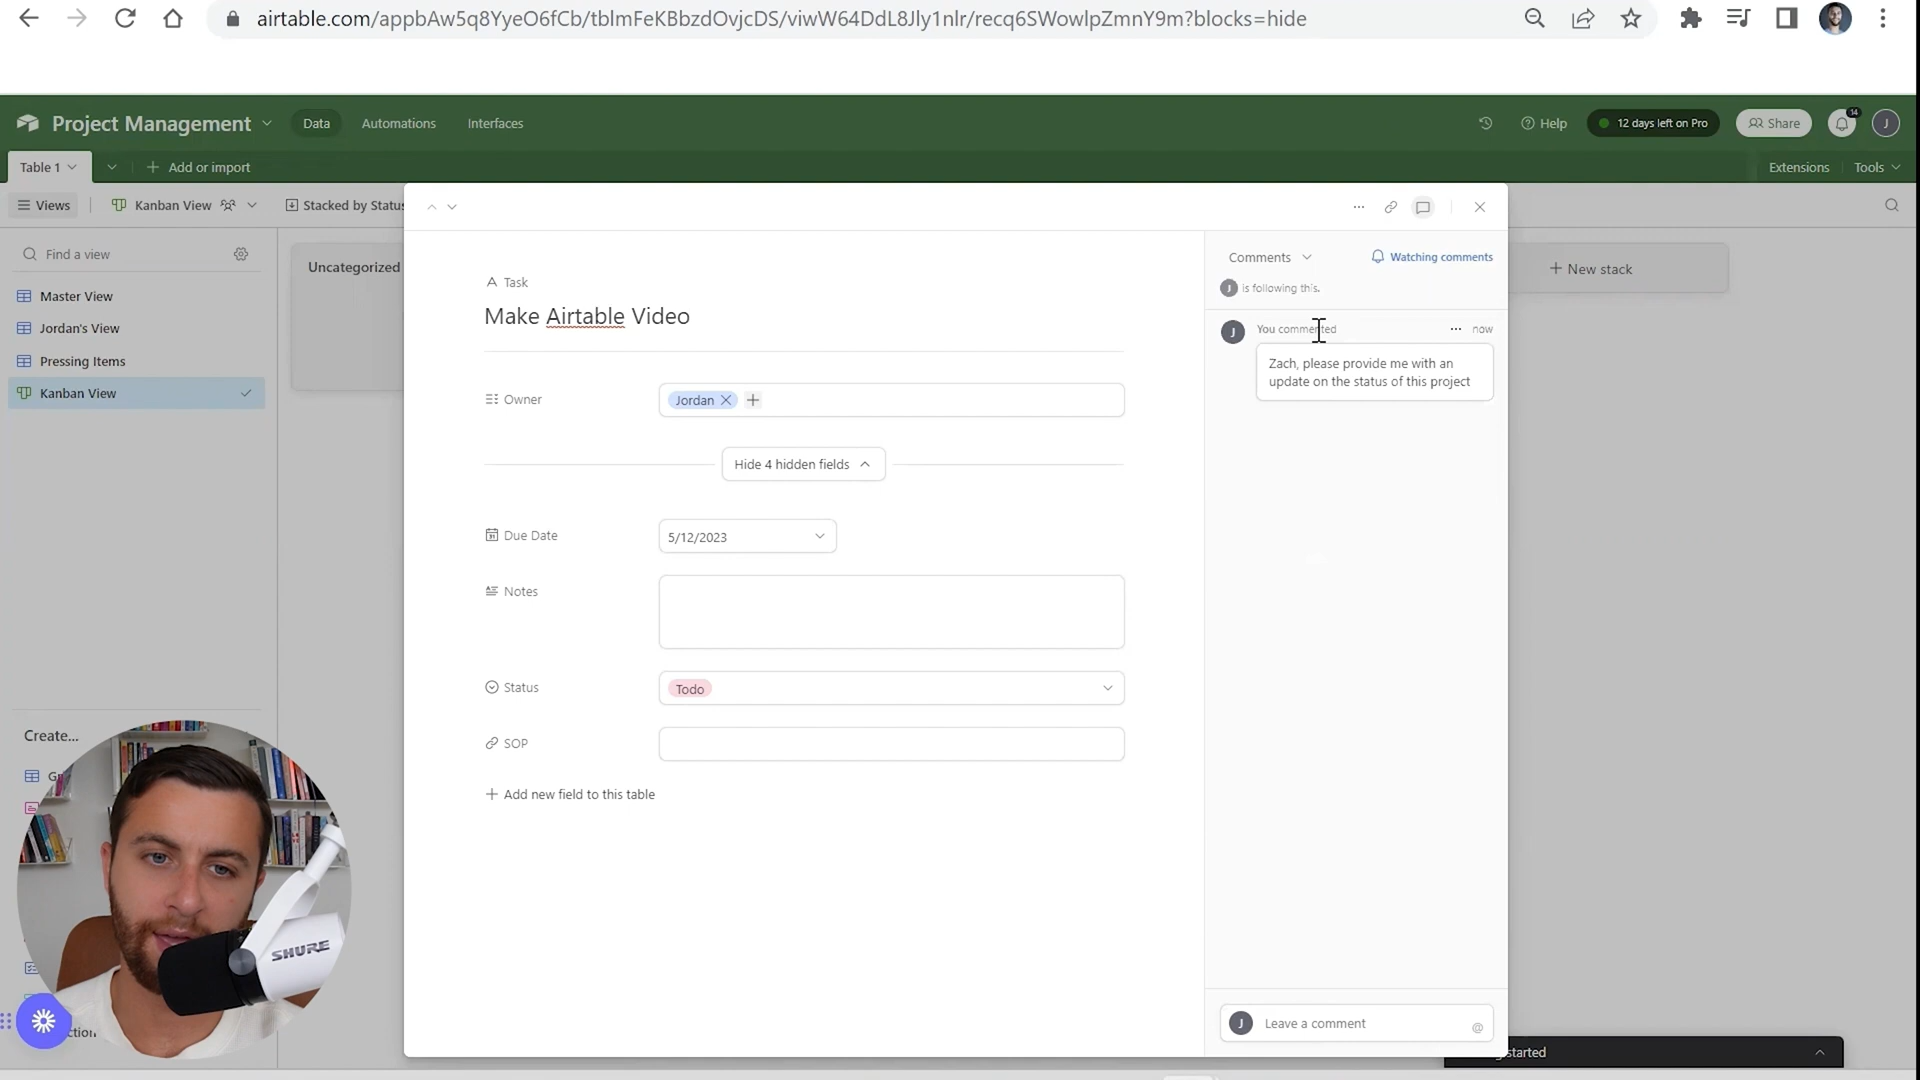 airtable.com/appbAw5q8YyeO6fCb/tblmFeKBbzdOvjcDS/viwW64DdL8Jly1nlr/recq6SWowlpZmnY9m?blocks=hide
Project Management
Data
Automations
Interfaces
Help
12 days left on Pro
Share
14
J
Table 1
Add or import
Extensions
Tools
Views
Kanban View
Stacked by Status
Find a view
Master View
Jordan's View
Pressing Items
Kanban View
Create...
Uncategorized
New stack
Task
Make Airtable Video
Owner
Jordan
Hide 4 hidden fields
Due Date
5/12/2023
Notes
Status
Todo
SOP
Add new field to this table
Comments
Watching comments
J is following this.
J
You commented
now
Zach, please provide me with an
update on the status of this project
J
Leave a comment
@
started
SHURE